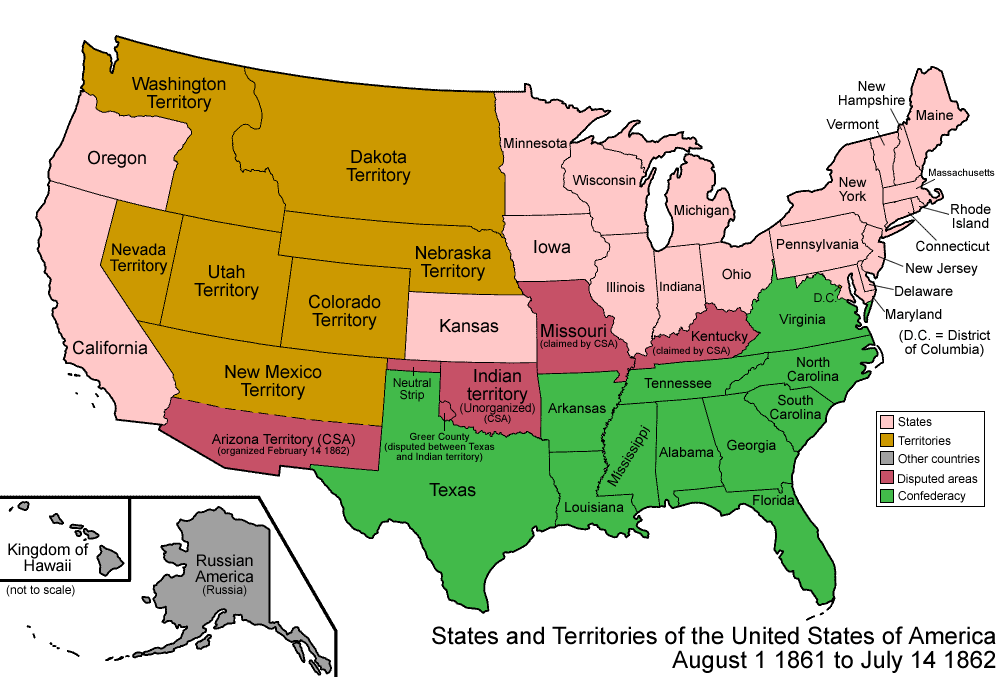 Washington
Territory
Oregon
Dakota
Territory
Minnesota
Wisconsin
Michigan
New
Hampshire
Vermont
Maine
Massachusetts
New
York
Rhode
Island
Connecticut
Pennsylvania
New Jersey
Delaware
Maryland
(D.C. = District
of Columbia)
D.C.
Nevada
Territory
Utah
Territory
Nebraska
Territory
Iowa
Illinois
Indiana
Ohio
Colorado
Territory
Kansas
Missouri
(claimed by CSA)
Kentucky
(claimed by CSA)
Virginia
California
New Mexico
Territory
Neutral
Strip
Indian
territory
(Unorganized)
(CSA)
Arkansas
Tennessee
North
Carolina
South
Carolina
Arizona Territory (CSA)
(organized February 14 1862)
Greer County
(disputed between Texas
and Indian territory)
Mississippi
Alabama
Georgia
Texas
Louisiana
Florida
States
Territories
Other countries
Disputed areas
Confederacy
Kingdom of
Hawaii
(not to scale)
Russian
America
(Russia)
States and Territories of the United States of America
August 1 1861 to July 14 1862